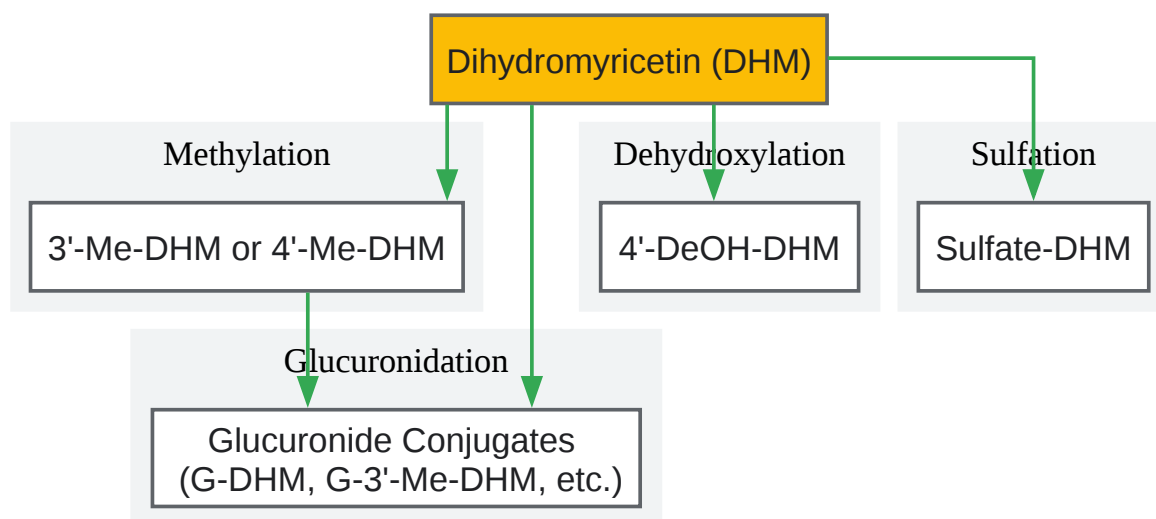 Dihydromyricetin (DHM)
Methylation
Dehydroxylation
Sulfation
3'-Me-DHM or 4'-Me-DHM
4'-DeOH-DHM
Sulfate-DHM
Glucuronidation
Glucuronide Conjugates
(G-DHM, G-3'-Me-DHM, etc.)